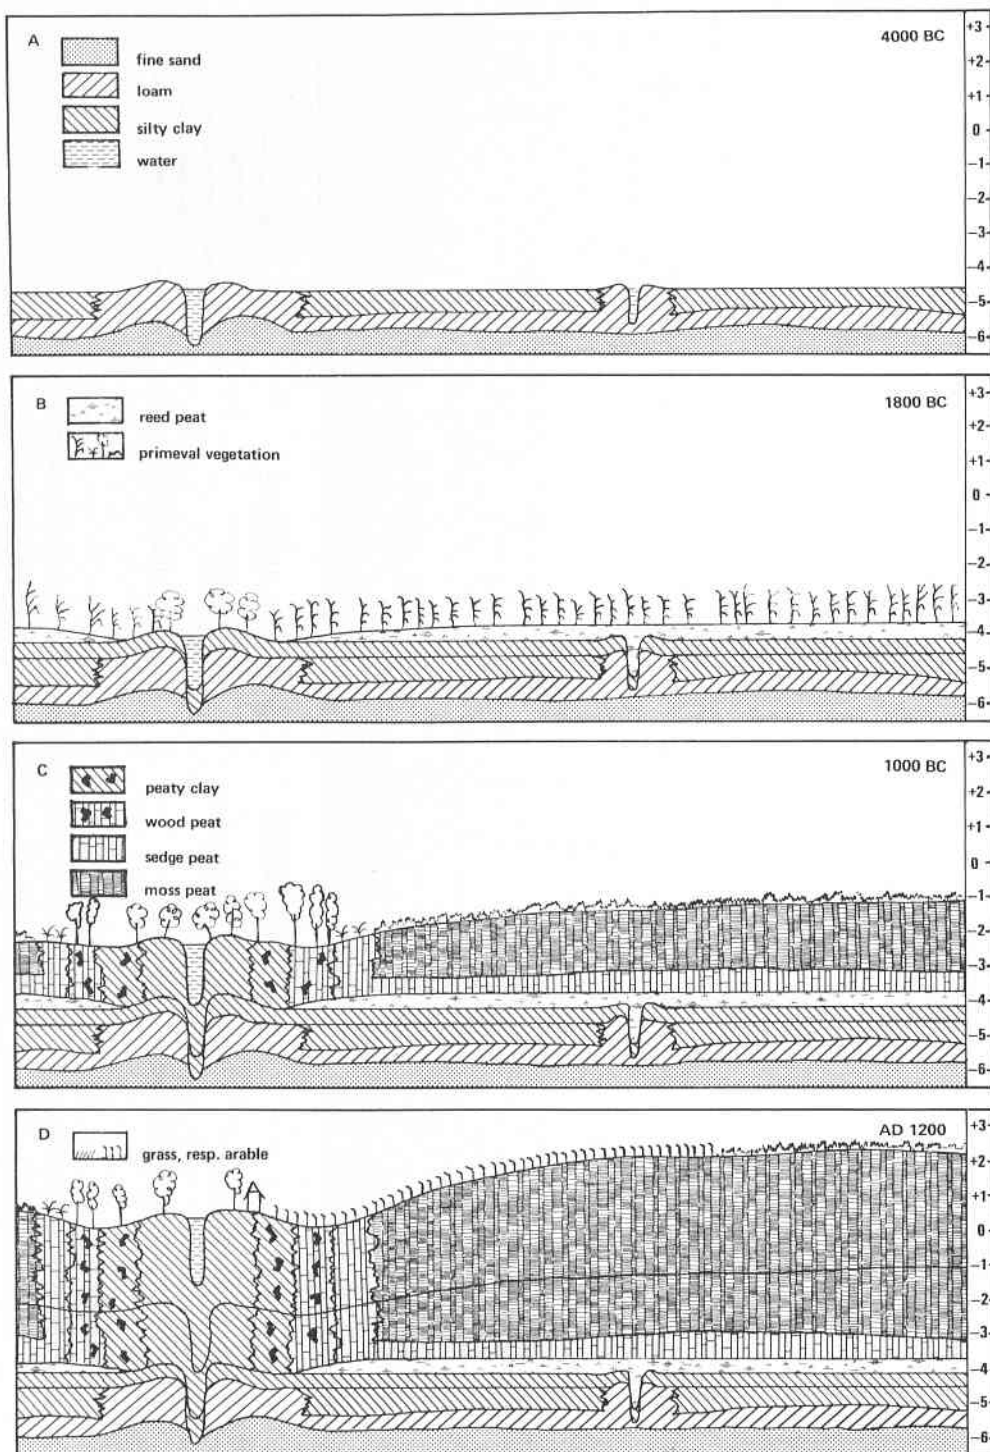 A
4000 BC
fine sand
loam
silty clay
water
+3
+2
+1
0
–1
–2
–3
–4
–5
–6
B
1800 BC
reed peat
primeval vegetation
+3
+2
+1
0
–1
–2
–3
–4
–5
–6
C
1000 BC
peaty clay
wood peat
sedge peat
moss peat
+3
+2
+1
0
–1
–2
–3
–4
–5
–6
D
AD 1200
grass, resp. arable
+3
+2
+1
0
–1
–2
–3
–4
–5
–6